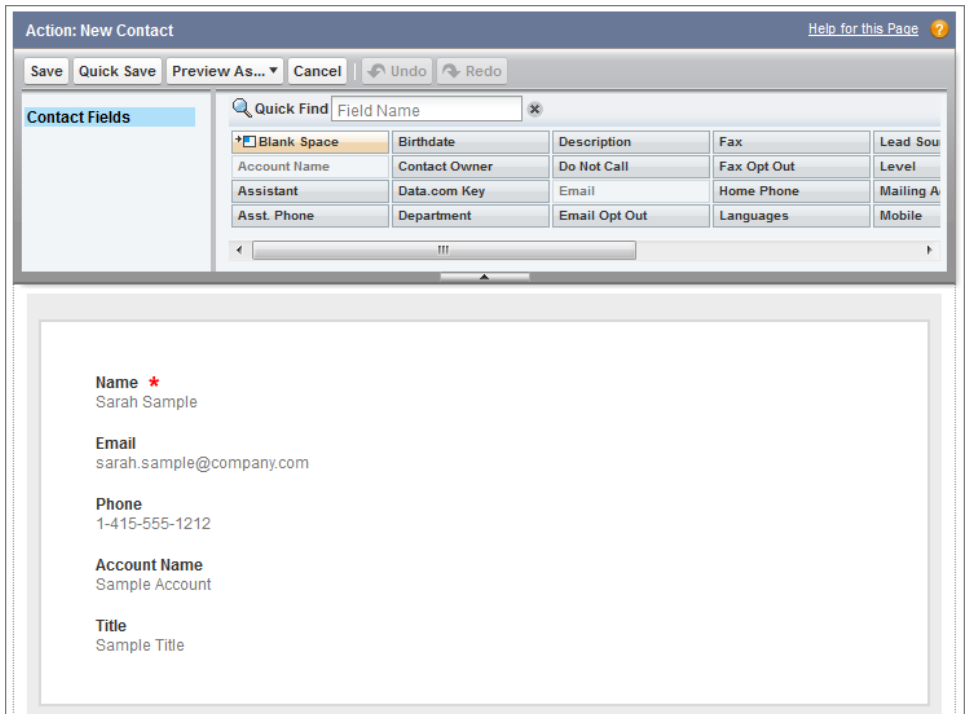 Action: New Contact
Help for this Page ?
Save Quick Save Preview As... Cancel Undo Redo
Contact Fields
Quick Find Field Name
Blank Space Birthdate Description Fax Lead Sou
Account Name Contact Owner Do Not Call Fax Opt Out Level
Assistant Data.com Key Email Home Phone Mailing A
Asst. Phone Department Email Opt Out Languages Mobile
Name *
Sarah Sample
Email
sarah.sample@company.com
Phone
1-415-555-1212
Account Name
Sample Account
Title
Sample Title